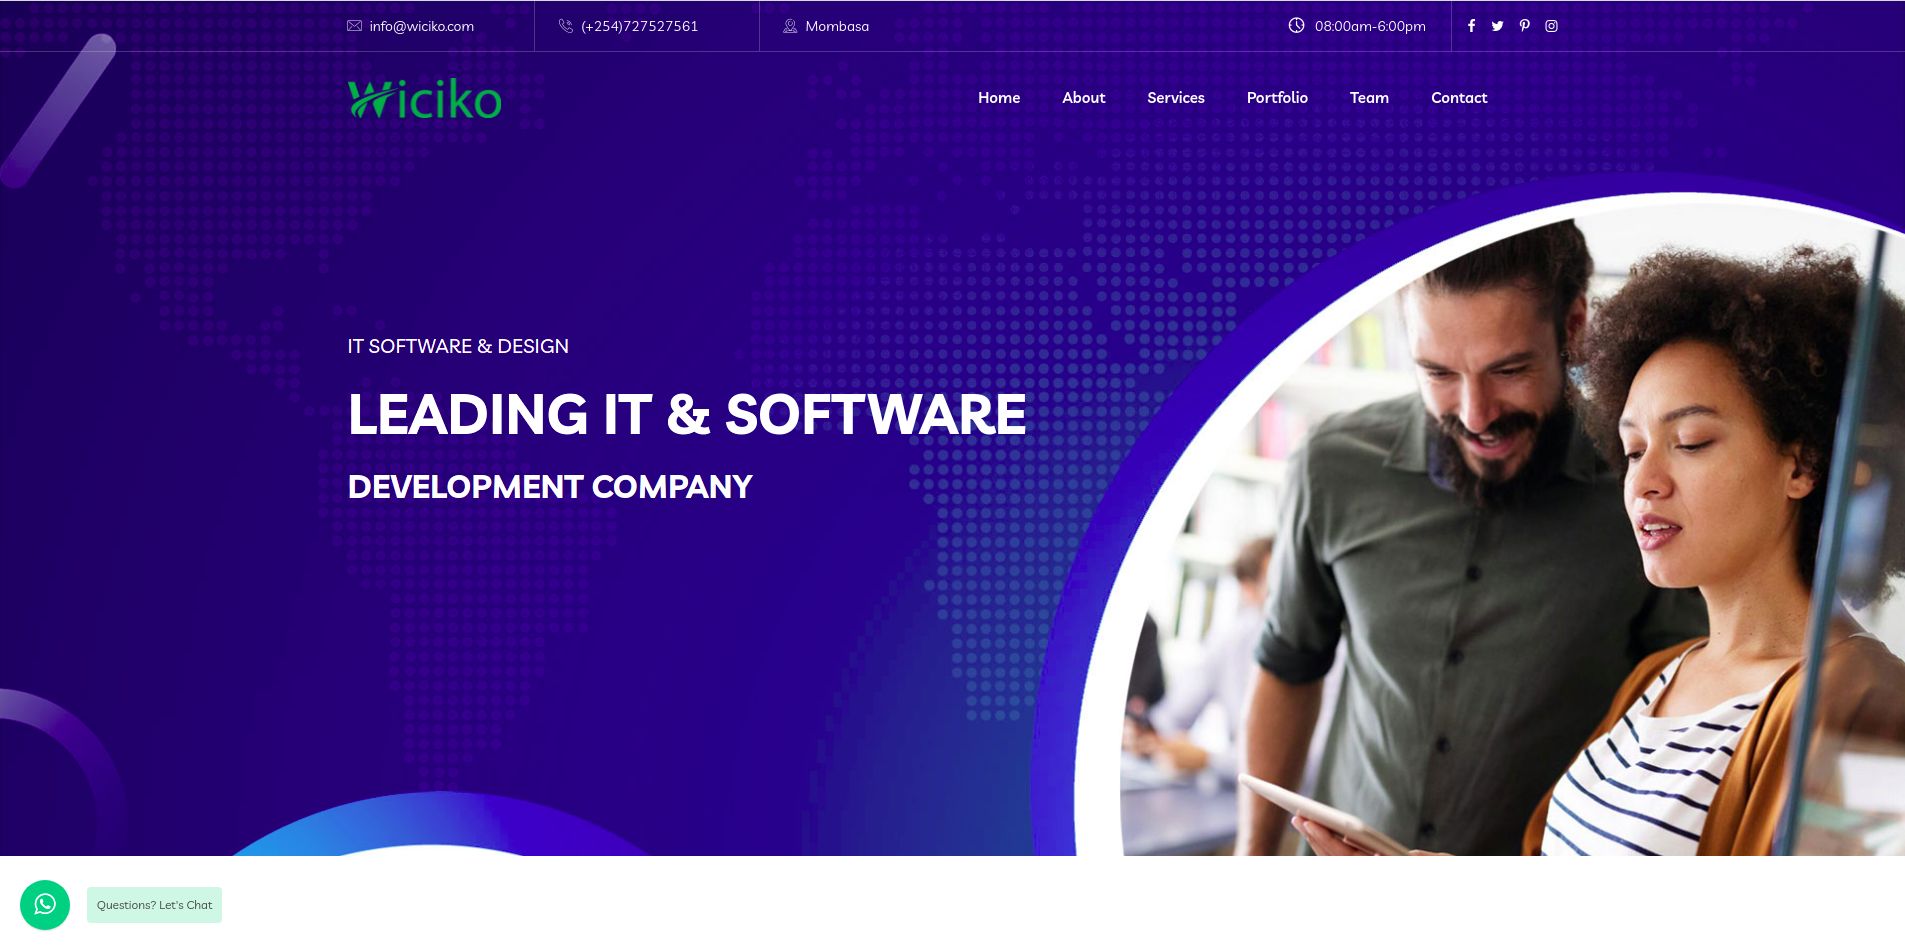 info@wiciko.com
(+254)727527561
Mombasa
08:00am-6:00pm
Wiciko
Home
About
Services
Portfolio
Team
Contact
IT SOFTWARE & DESIGN
LEADING IT & SOFTWARE
DEVELOPMENT COMPANY
Questions? Let's Chat